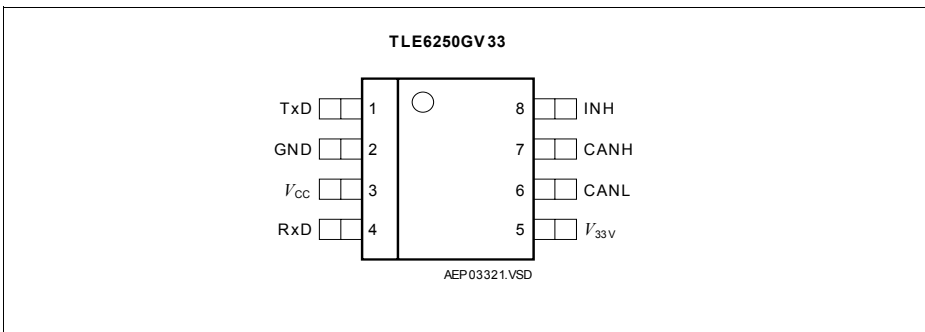 TLE6250GV33
TxD 1 8 INH
GND 2 7 CANH
VCC 3 6 CANL
RxD 4 5 V33V
AEP03321.VSD